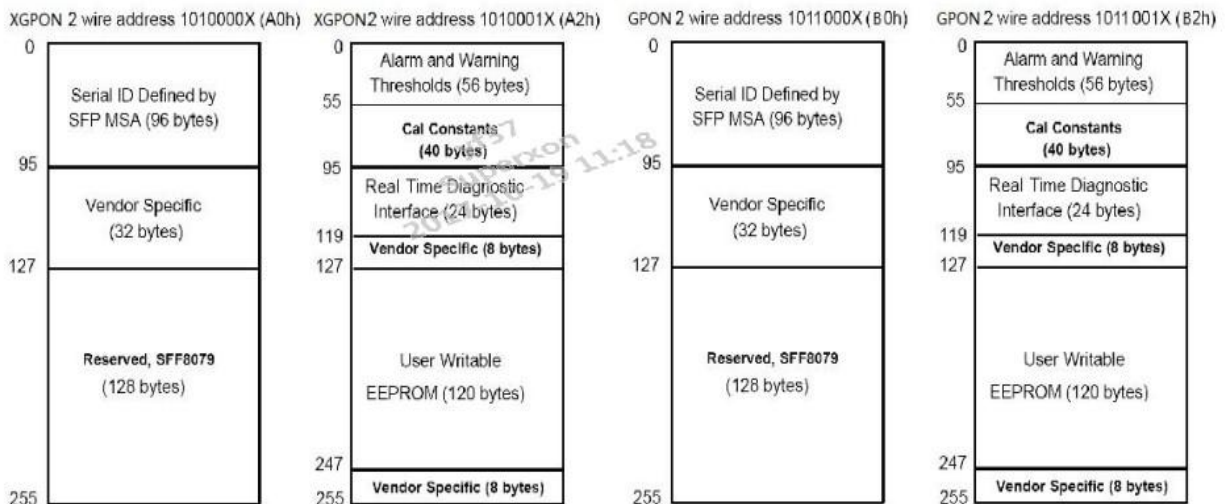 XGPON 2 wire address 1010000X (A0h)
0
Serial ID Defined by
SFP MSA (96 bytes)
95
Vendor Specific
(32 bytes)
127
Reserved, SFF8079
(128 bytes)
255
XGPON2 wire address 1010001X (A2h)
0
Alarm and Warning
Thresholds (56 bytes)
55
Cal Constants
(40 bytes)
95
Real Time Diagnostic
Interface (24 bytes)
119
Vendor Specific (8 bytes)
127
User Writable
EEPROM (120 bytes)
247
Vendor Specific (8 bytes)
255
GPON 2 wire address 1011000X (B0h)
0
Serial ID Defined by
SFP MSA (96 bytes)
95
Vendor Specific
(32 bytes)
127
Reserved, SFF8079
(128 bytes)
255
GPON 2 wire address 1011001X (B2h)
0
Alarm and Warning
Thresholds (56 bytes)
55
Cal Constants
(40 bytes)
95
Real Time Diagnostic
Interface (24 bytes)
119
Vendor Specific (8 bytes)
127
User Writable
EEPROM (120 bytes)
247
Vendor Specific (8 bytes)
255
Superxon
11:18